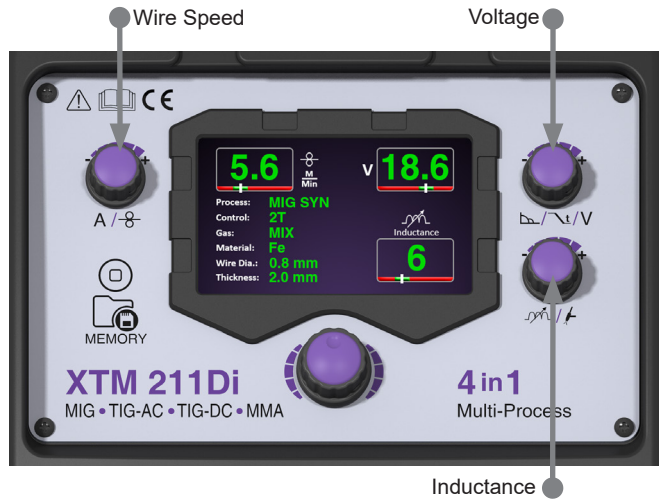 Wire Speed
Voltage
CE
5.6
M
Min
V
18.6
Process: MIG SYN
Control: 2T
Gas: MIX
Material: Fe
Wire Dia.: 0.8 mm
Thickness: 2.0 mm
Inductance
6
- +
A /
- +
/ t / V
- +
/
MEMORY
XTM 211Di
MIG • TIG-AC • TIG-DC • MMA
4 in 1
Multi-Process
Inductance